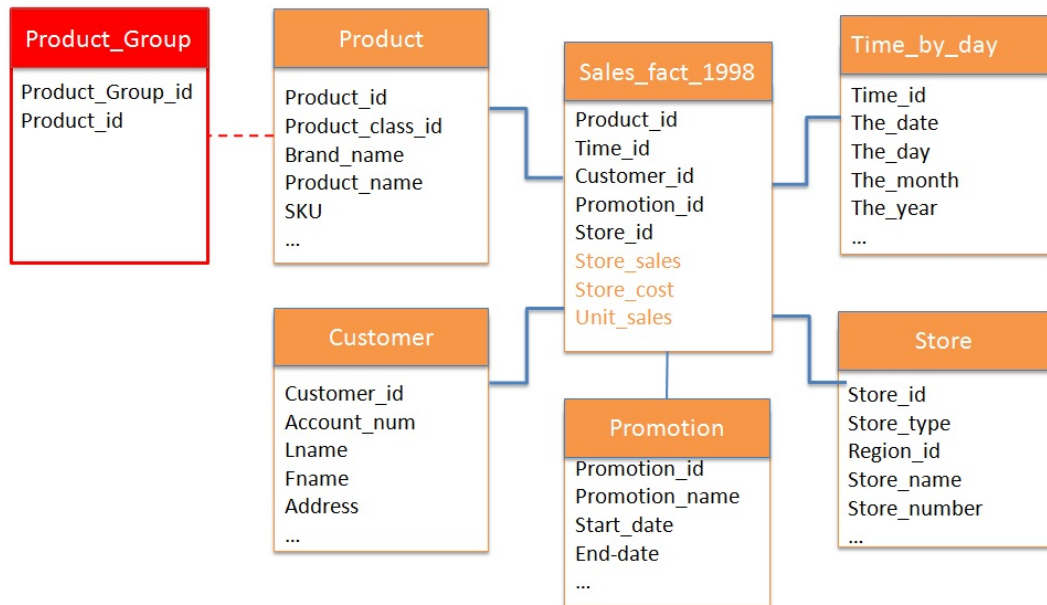 Product_Group
Product_Group_id
Product_id
Product
Product_id
Product_class_id
Brand_name
Product_name
SKU
...
Sales_fact_1998
Product_id
Time_id
Customer_id
Promotion_id
Store_id
Store_sales
Store_cost
Unit_sales
Time_by_day
Time_id
The_date
The_day
The_month
The_year
...
Customer
Customer_id
Account_num
Lname
Fname
Address
...
Promotion
Promotion_id
Promotion_name
Start_date
End-date
...
Store
Store_id
Store_type
Region_id
Store_name
Store_number
...